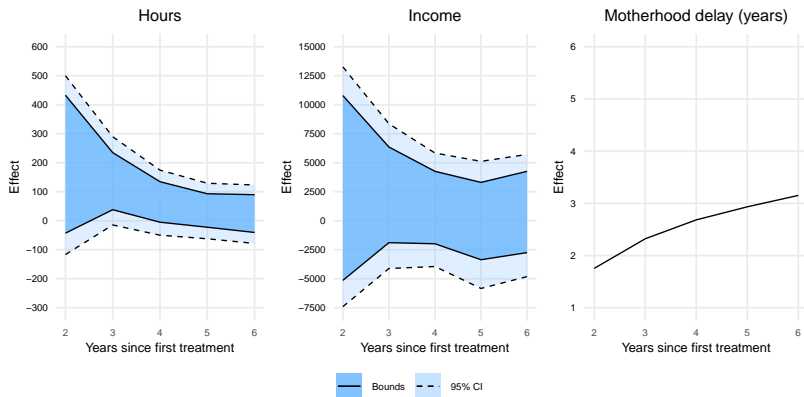 Hours
600
500
400
300
200
100
0
−100
−200
−300
Effect
2 3 4 5 6
Years since first treatment
Income
15000
12500
10000
7500
5000
2500
0
−2500
−5000
−7500
Effect
2 3 4 5 6
Years since first treatment
Motherhood delay (years)
6
5
4
3
2
1
Effect
2 3 4 5 6
Years since first treatment
Bounds 95% CI